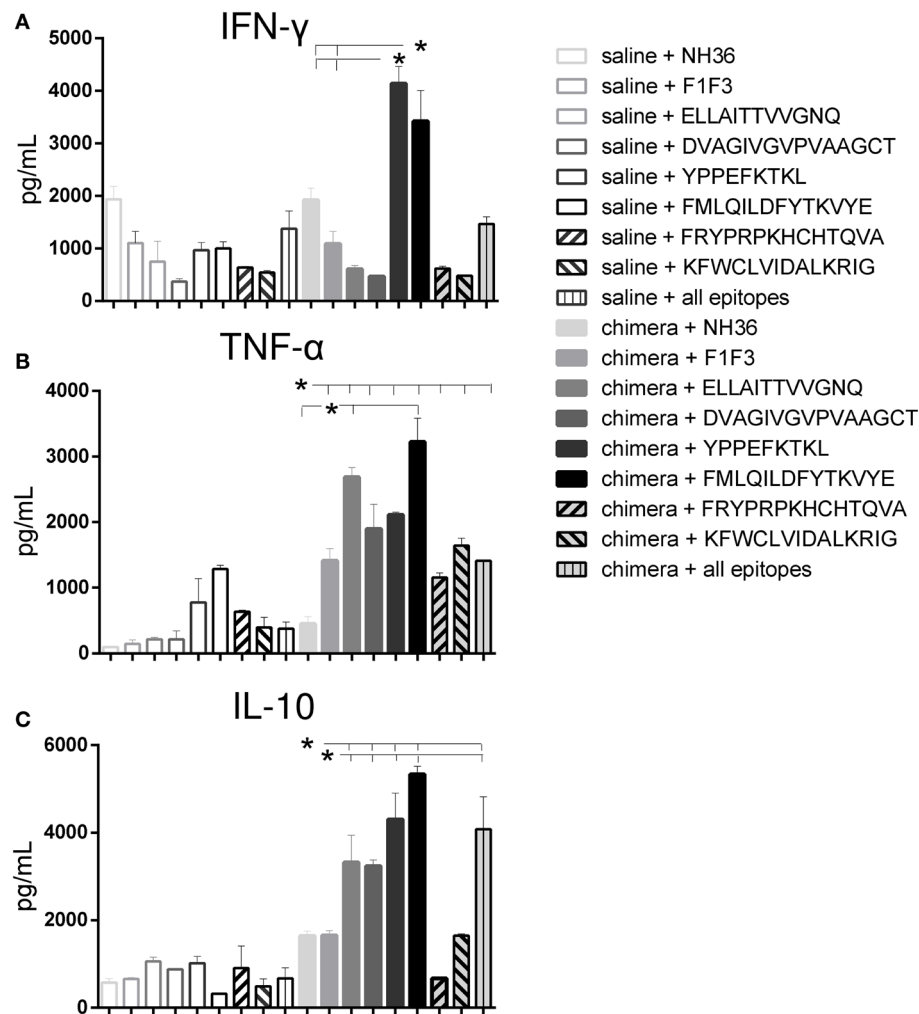 A
IFN-γ
5000
4000
3000
2000
1000
0
pg/mL
*
*
B
TNF-α
4000
3000
2000
1000
0
pg/mL
*
*
C
IL-10
6000
4000
2000
0
pg/mL
*
*
saline + NH36
saline + F1F3
saline + ELLAITTVVGNQ
saline + DVAGIVGVPVAAGCT
saline + YPPEFKTKL
saline + FMLQILDFYTKVYE
saline + FRYPRPKHCHTQVA
saline + KFWCLVIDALKRIG
saline + all epitopes
chimera + NH36
chimera + F1F3
chimera + ELLAITTVVGNQ
chimera + DVAGIVGVPVAAGCT
chimera + YPPEFKTKL
chimera + FMLQILDFYTKVYE
chimera + FRYPRPKHCHTQVA
chimera + KFWCLVIDALKRIG
chimera + all epitopes